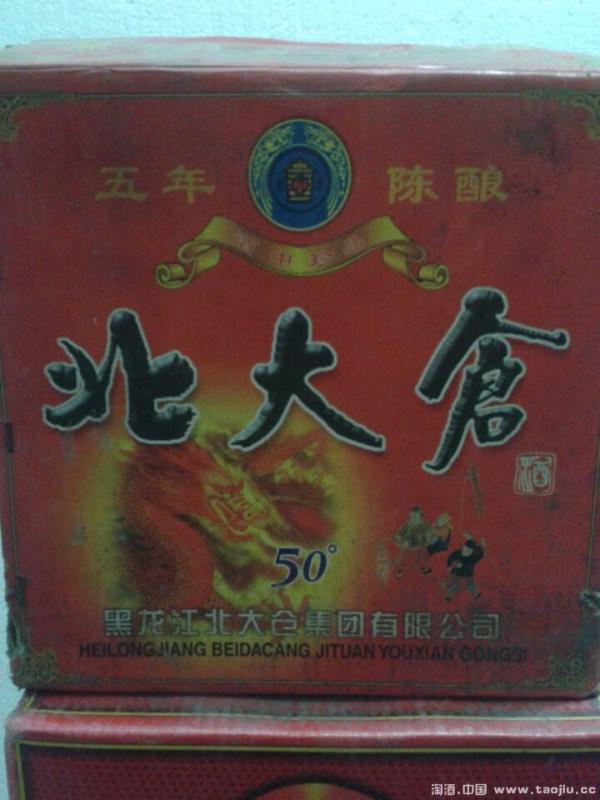 五年 陈酿
酒中珍品
北大倉
酒
50°
黑龙江北大仓集团有限公司
HEILONGJIANG BEIDACANG JITUAN YOUXIAN GONGSI
淘酒.中国 www.taojiu.cc